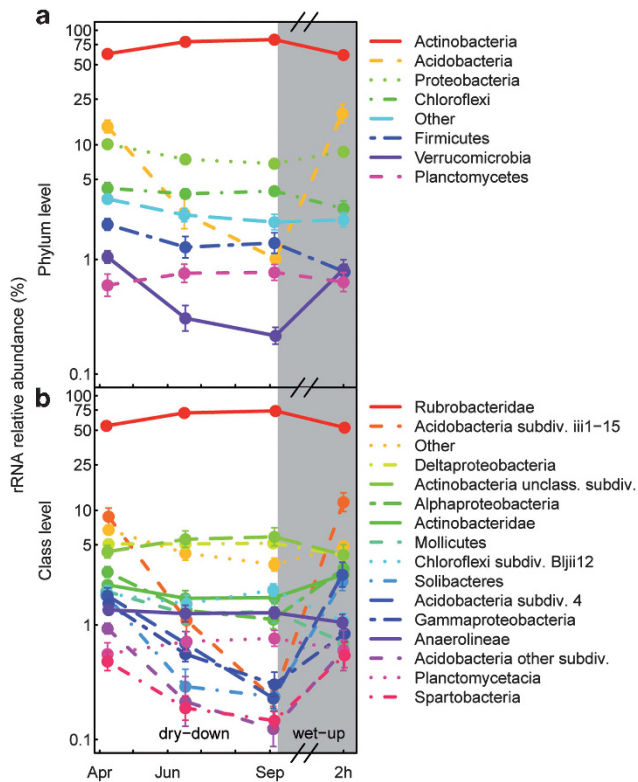 a
100
75
50
25
10
5
1
0.1
Phylum level
Actinobacteria
Acidobacteria
Proteobacteria
Chloroflexi
Other
Firmicutes
Verrucomicrobia
Planctomycetes
rRNA relative abundance (%)
b
100
75
50
25
10
5
1
0.1
Class level
Rubrobacteridae
Acidobacteria subdiv. iii1-15
Other
Deltaproteobacteria
Actinobacteria unclass. subdiv.
Alphaproteobacteria
Actinobacteridae
Mollicutes
Chloroflexi subdiv. Bljii12
Solibacteres
Acidobacteria subdiv. 4
Gammaproteobacteria
Anaerolineae
Acidobacteria other subdiv.
Planctomycetacia
Spartobacteria
dry-down wet-up
Apr Jun Sep 2h